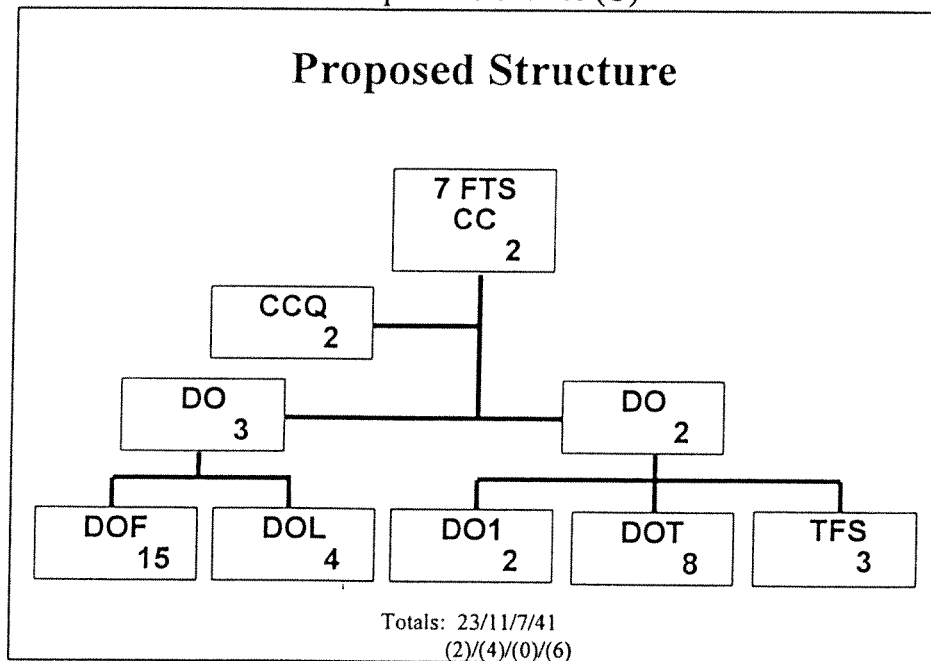 Proposed Structure
7 FTS
CC
2
CCQ
2
DO
3
DO
2
DOF
15
DOL
4
DO1
2
DOT
8
TFS
3
Totals: 23/11/7/41
(2)/(4)/(0)/(6)